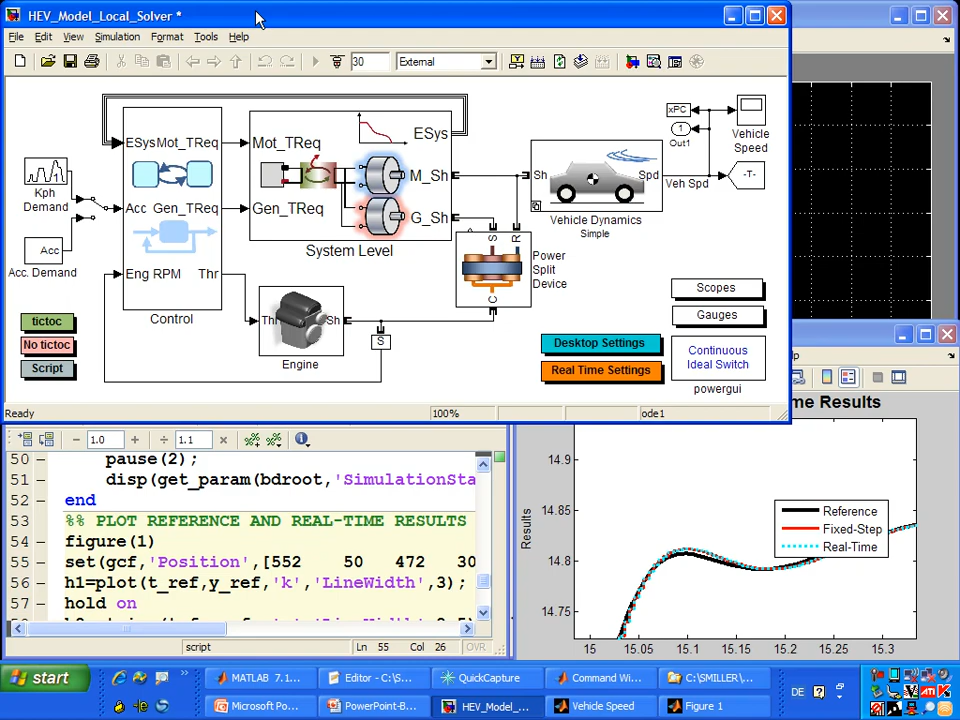 HEV_Model_Local_Solver *
File Edit View Simulation Format Tools Help
30 External
ESys Mot_TReq
Mot_TReq
ESys
xPC
1
Out1
Vehicle
Speed
Kph
Demand
M_Sh
Sh
Spd
Veh Spd
-T-
Acc
Gen_TReq
Gen_TReq
G_Sh
Vehicle Dynamics
Simple
Acc
Acc. Demand
System Level
S
R
Power
Split
Device
C
Eng RPM
Thr
Scopes
Gauges
Control
Thr
Sh
Engine
S
tictoc
No tictoc
Script
Desktop Settings
Real Time Settings
Continuous
Ideal Switch
powergui
Ready
100%
ode1
1.0
1.1
50
pause(2);
51
disp(get_param(bdroot,'SimulationSta
52
end
53
%% PLOT REFERENCE AND REAL-TIME RESULTS
54
figure(1)
55
set(gcf,'Position',[552 50 472 30
56
h1=plot(t_ref,y_ref,'k','LineWidth',3);
57
hold on
script
Ln 55 Col 26 OVR
me Results
Results
14.9
14.85
14.8
14.75
15 15.05 15.1 15.15 15.2 15.25 15.3
Reference
Fixed-Step
Real-Time
start
MATLAB 7.1...
Editor - C:\S...
QuickCapture
Command Wi...
C:\SMILLER\...
DE
Microsoft Po...
PowerPoint-B...
HEV_Model_...
Vehicle Speed
Figure 1